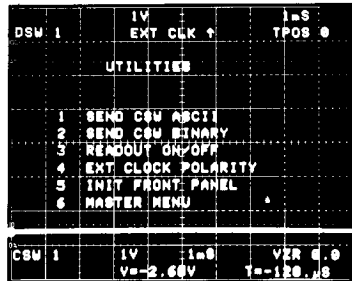 1V 1mS
DSW 1 EXT CLK ↑ TPOS 0
UTILITIES
1 SEND CSW ASCII
2 SEND CSW BINARY
3 READOUT ON/OFF
4 EXT CLOCK POLARITY
5 INIT FRONT PANEL
6 MASTER MENU
CSW 1 1V 1mS VZR 0.0
V=-2.60V T=-120.µS